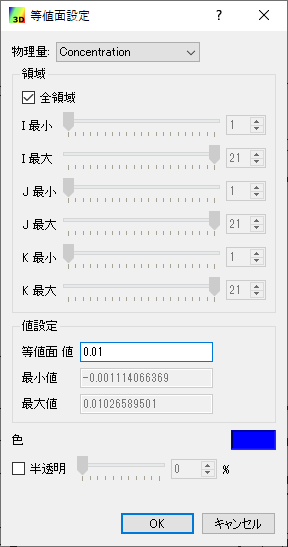 3D 等値面設定 ? ×
物理量: Concentration
領域
全領域
I 最小 1
I 最大 21
J 最小 1
J 最大 21
K 最小 1
K 最大 21
値設定
等値面 値 0.01
最小値 -0.001114066369
最大値 0.01026589501
色
半透明 0 %
OK キャンセル